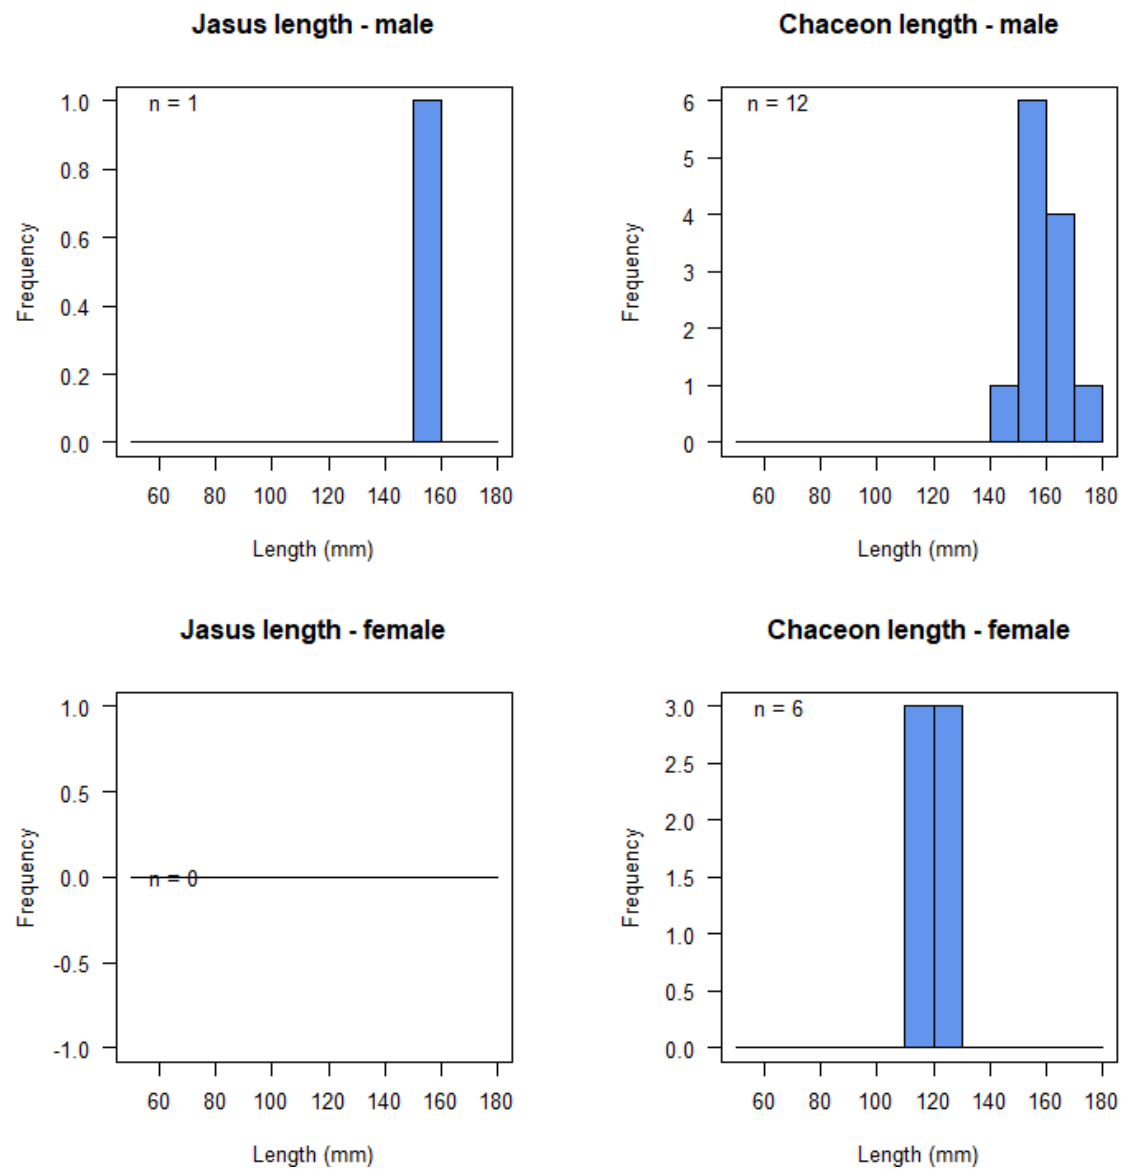 Jasus length - male
n = 1
1.0
0.8
0.6
0.4
0.2
0.0
Frequency
60 80 100 120 140 160 180
Length (mm)
Chaceon length - male
n = 12
6
5
4
3
2
1
0
Frequency
60 80 100 120 140 160 180
Length (mm)
Jasus length - female
1.0
0.5
0.0
-0.5
-1.0
n = 0
Frequency
60 80 100 120 140 160 180
Length (mm)
Chaceon length - female
n = 6
3.0
2.5
2.0
1.5
1.0
0.5
0.0
Frequency
60 80 100 120 140 160 180
Length (mm)